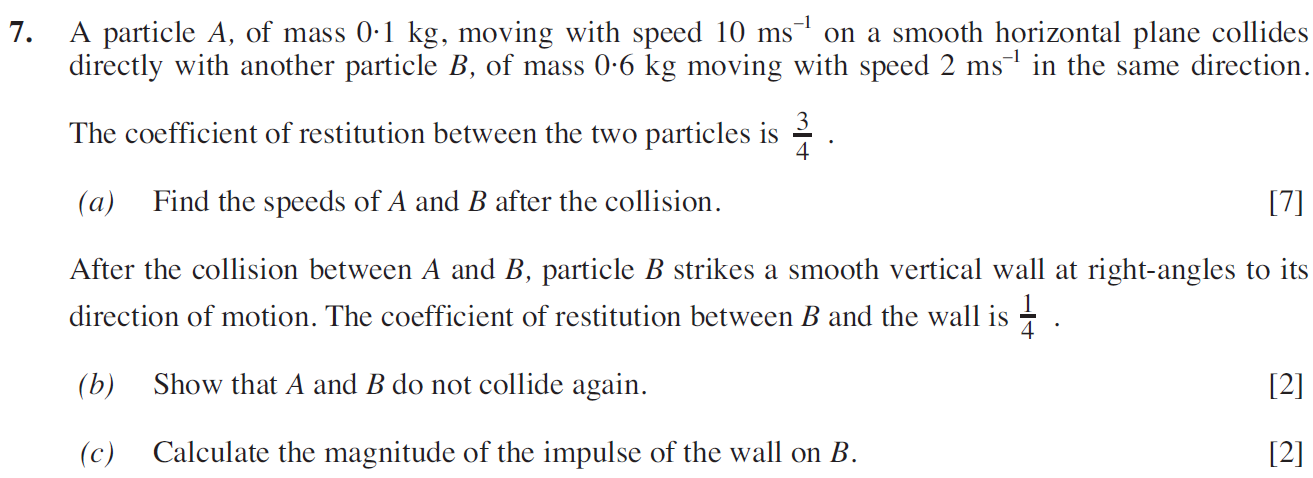 7. A particle A, of mass 0·1 kg, moving with speed 10 ms⁻¹ on a smooth horizontal plane collides
directly with another particle B, of mass 0·6 kg moving with speed 2 ms⁻¹ in the same direction.
The coefficient of restitution between the two particles is 3/4 .
(a) Find the speeds of A and B after the collision. [7]
After the collision between A and B, particle B strikes a smooth vertical wall at right-angles to its
direction of motion. The coefficient of restitution between B and the wall is 1/4 .
(b) Show that A and B do not collide again. [2]
(c) Calculate the magnitude of the impulse of the wall on B. [2]